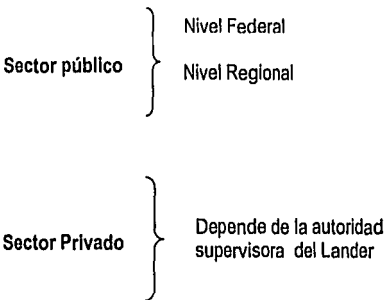 Nivel Federal
Sector público
Nivel Regional
Sector Privado
Depende de la autoridad
supervisora del Lander